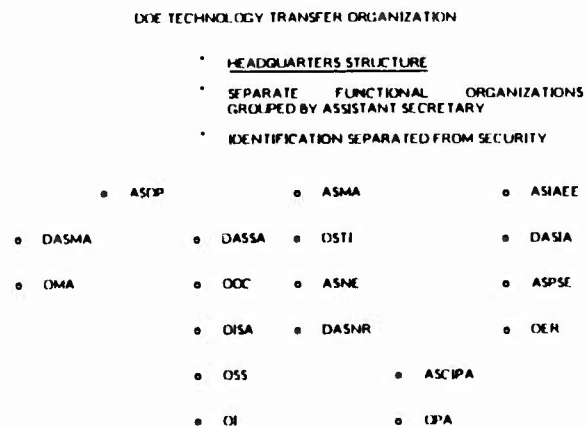 DOE TECHNOLOGY TRANSFER ORGANIZATION
HEADQUARTERS STRUCTURE
SEPARATE FUNCTIONAL ORGANIZATIONS
GROUPED BY ASSISTANT SECRETARY
IDENTIFICATION SEPARATED FROM SECURITY
ASDP ASMA ASIAEE
DASMA DASSA OSTI DASIA
OMA OOC ASNE ASPSE
OISA DASNR OER
OSS ASCIPA
OI OPA